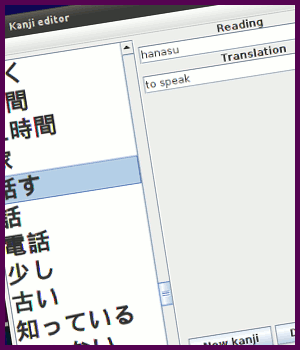 Kanji editor
く
間
時間
話す
話
電話
少し
古い
知っている
Reading
hanasu
Translation
to speak
New kanji